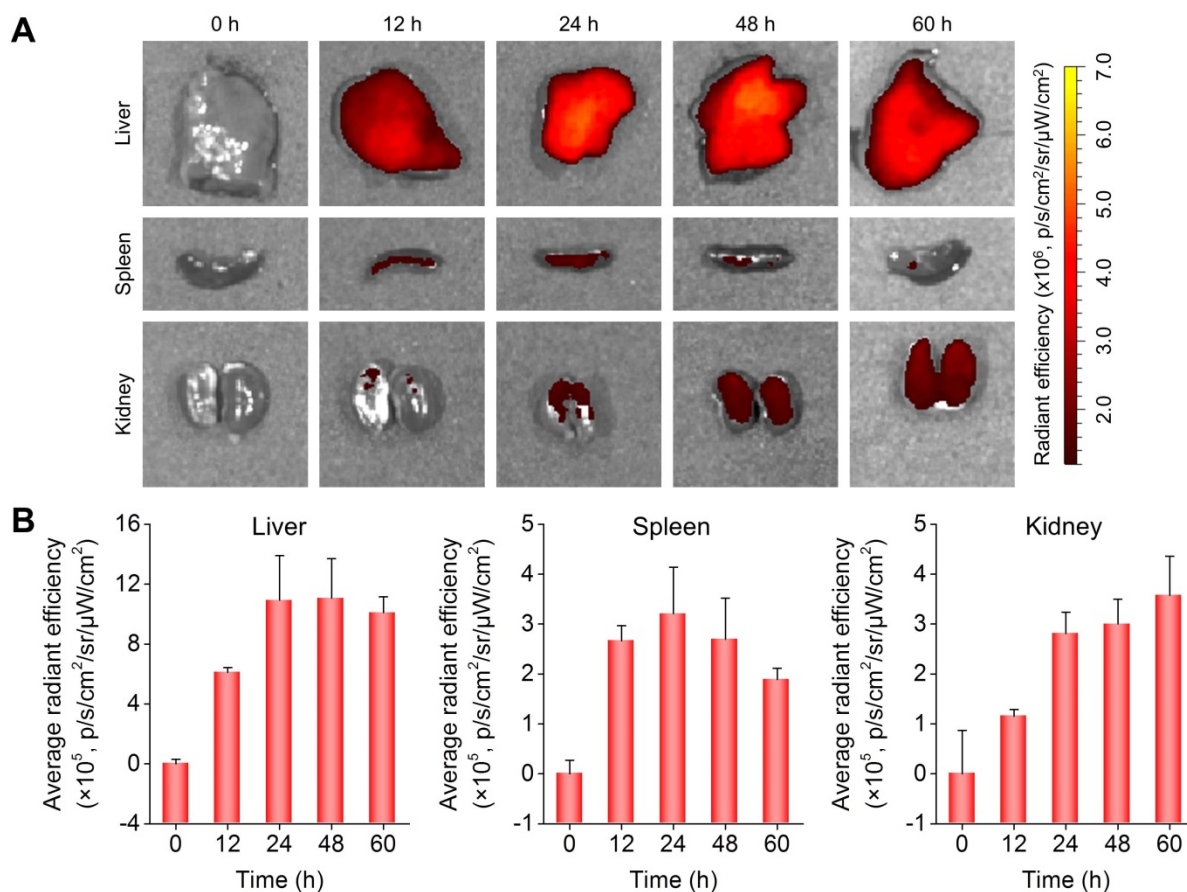 A
0 h
12 h
24 h
48 h
60 h
Liver
Spleen
Kidney
7.0
6.0
5.0
4.0
3.0
2.0
Radiant efficiency (x10⁶, p/s/cm²/sr/µW/cm²)
B
Liver
Average radiant efficiency
(×10⁵, p/s/cm²/sr/µW/cm²)
16
12
8
4
0
-4
0 12 24 48 60
Time (h)
Spleen
Average radiant efficiency
(×10⁵, p/s/cm²/sr/µW/cm²)
5
4
3
2
1
0
-1
0 12 24 48 60
Time (h)
Kidney
Average radiant efficiency
(×10⁵, p/s/cm²/sr/µW/cm²)
5
4
3
2
1
0
-1
0 12 24 48 60
Time (h)